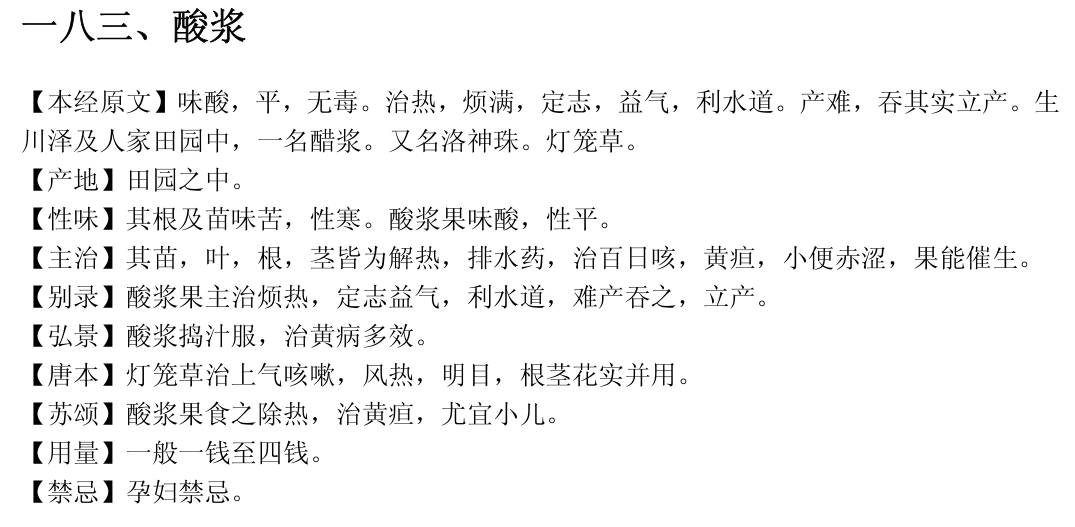 一八三、酸浆
【本经原文】味酸，平，无毒。治热，烦满，定志，益气，利水道。产难，吞其实立产。生
川泽及人家田园中，一名醋浆。又名洛神珠。灯笼草。
【产地】田园之中。
【性味】其根及苗味苦，性寒。酸浆果味酸，性平。
【主治】其苗，叶，根，茎皆为解热，排水药，治百日咳，黄疸，小便赤涩，果能催生。
【别录】酸浆果主治烦热，定志益气，利水道，难产吞之，立产。
【弘景】酸浆捣汁服，治黄病多效。
【唐本】灯笼草治上气咳嗽，风热，明目，根茎花实并用。
【苏颂】酸浆果食之除热，治黄疸，尤宜小儿。
【用量】一般一钱至四钱。
【禁忌】孕妇禁忌。